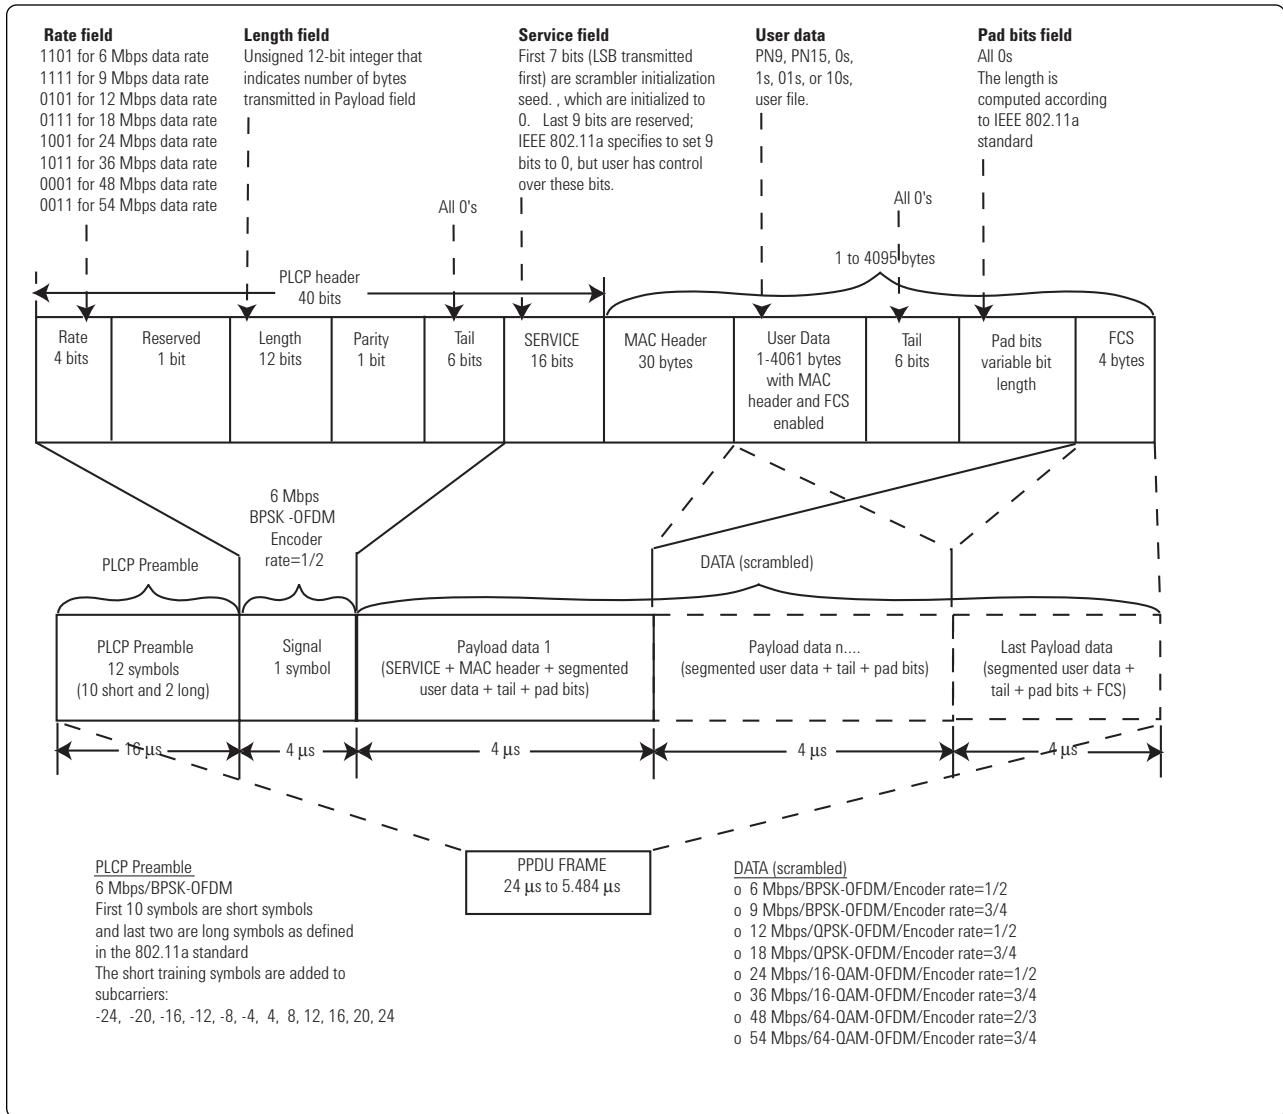 Rate field
1101 for 6 Mbps data rate
1111 for 9 Mbps data rate
0101 for 12 Mbps data rate
0111 for 18 Mbps data rate
1001 for 24 Mbps data rate
1011 for 36 Mbps data rate
0001 for 48 Mbps data rate
0011 for 54 Mbps data rate
Length field
Unsigned 12-bit integer that
indicates number of bytes
transmitted in Payload field
Service field
First 7 bits (LSB transmitted
first) are scrambler initialization
seed. , which are initialized to
0. Last 9 bits are reserved;
IEEE 802.11a specifies to set 9
bits to 0, but user has control
over these bits.
User data
PN9, PN15, 0s,
1s, 01s, or 10s,
user file.
Pad bits field
All 0s
The length is
computed according
to IEEE 802.11a
standard
All 0's
All 0's
PLCP header
40 bits
1 to 4095 bytes
Rate
4 bits
Reserved
1 bit
Length
12 bits
Parity
1 bit
Tail
6 bits
SERVICE
16 bits
MAC Header
30 bytes
User Data
1-4061 bytes
with MAC
header and FCS
enabled
Tail
6 bits
Pad bits
variable bit
length
FCS
4 bytes
6 Mbps
BPSK -OFDM
Encoder
rate=1/2
PLCP Preamble
DATA (scrambled)
PLCP Preamble
12 symbols
(10 short and 2 long)
Signal
1 symbol
Payload data 1
(SERVICE + MAC header + segmented
user data + tail + pad bits)
Payload data n....
(segmented user data + tail + pad bits)
Last Payload data
(segmented user data +
tail + pad bits + FCS)
16 µs
4 µs
4 µs
4 µs
4 µs
PPDU FRAME
24 µs to 5.484 µs
PLCP Preamble
6 Mbps/BPSK-OFDM
First 10 symbols are short symbols
and last two are long symbols as defined
in the 802.11a standard
The short training symbols are added to
subcarriers:
-24, -20, -16, -12, -8, -4, 4, 8, 12, 16, 20, 24
DATA (scrambled)
o 6 Mbps/BPSK-OFDM/Encoder rate=1/2
o 9 Mbps/BPSK-OFDM/Encoder rate=3/4
o 12 Mbps/QPSK-OFDM/Encoder rate=1/2
o 18 Mbps/QPSK-OFDM/Encoder rate=3/4
o 24 Mbps/16-QAM-OFDM/Encoder rate=1/2
o 36 Mbps/16-QAM-OFDM/Encoder rate=3/4
o 48 Mbps/64-QAM-OFDM/Encoder rate=2/3
o 54 Mbps/64-QAM-OFDM/Encoder rate=3/4